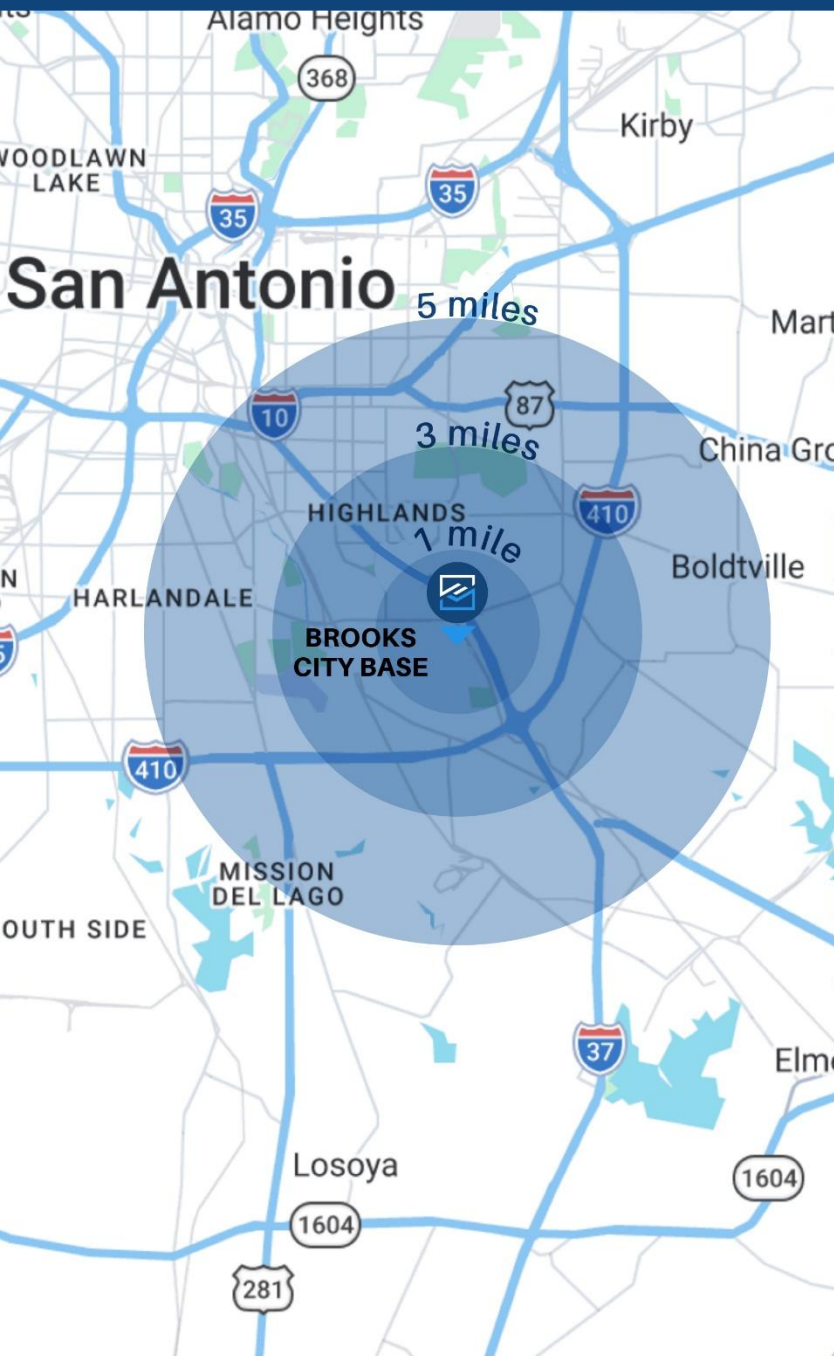 Alamo Heights
368
Kirby
WOODLAWN
LAKE
35
35
San Antonio
5 miles
Mart
10
87
3 miles
China Gro
HIGHLANDS
410
1 mile
Boldtville
N
HARLANDALE
BROOKS
CITY BASE
5
410
MISSION
DEL LAGO
OUTH SIDE
37
Elme
Losoya
1604
1604
281